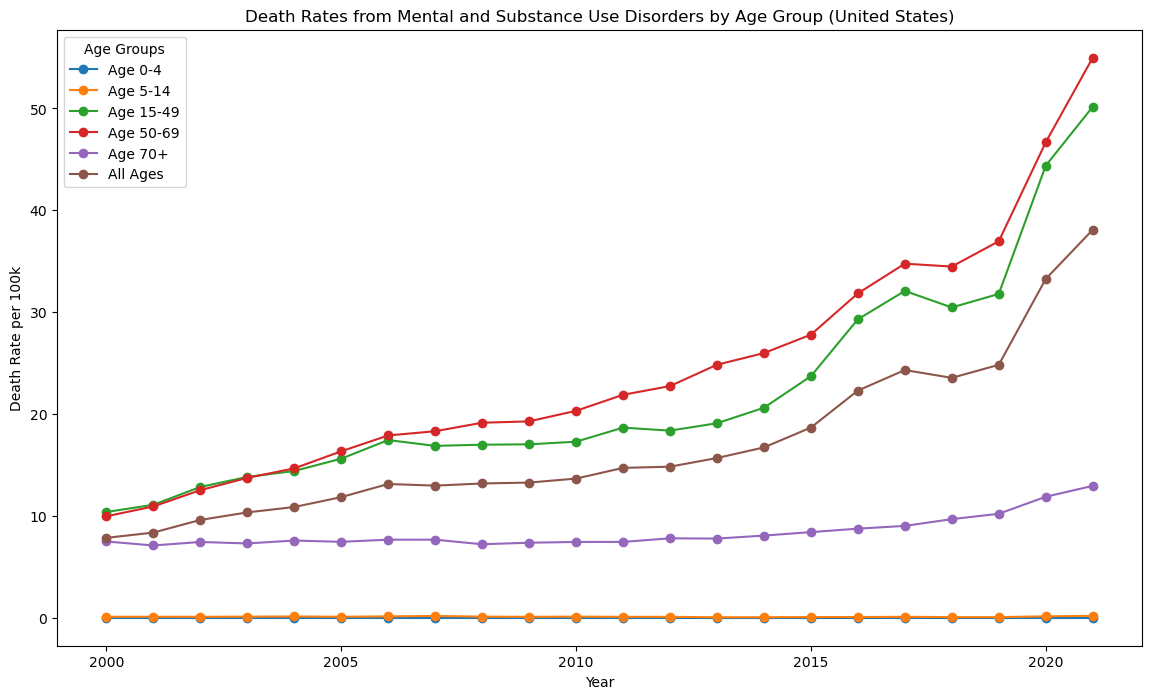 Death Rates from Mental and Substance Use Disorders by Age Group (United States)
Age Groups
Age 0-4
Age 5-14
Age 15-49
Age 50-69
Age 70+
All Ages
Death Rate per 100k
50
40
30
20
10
0
2000
2005
2010
2015
2020
Year